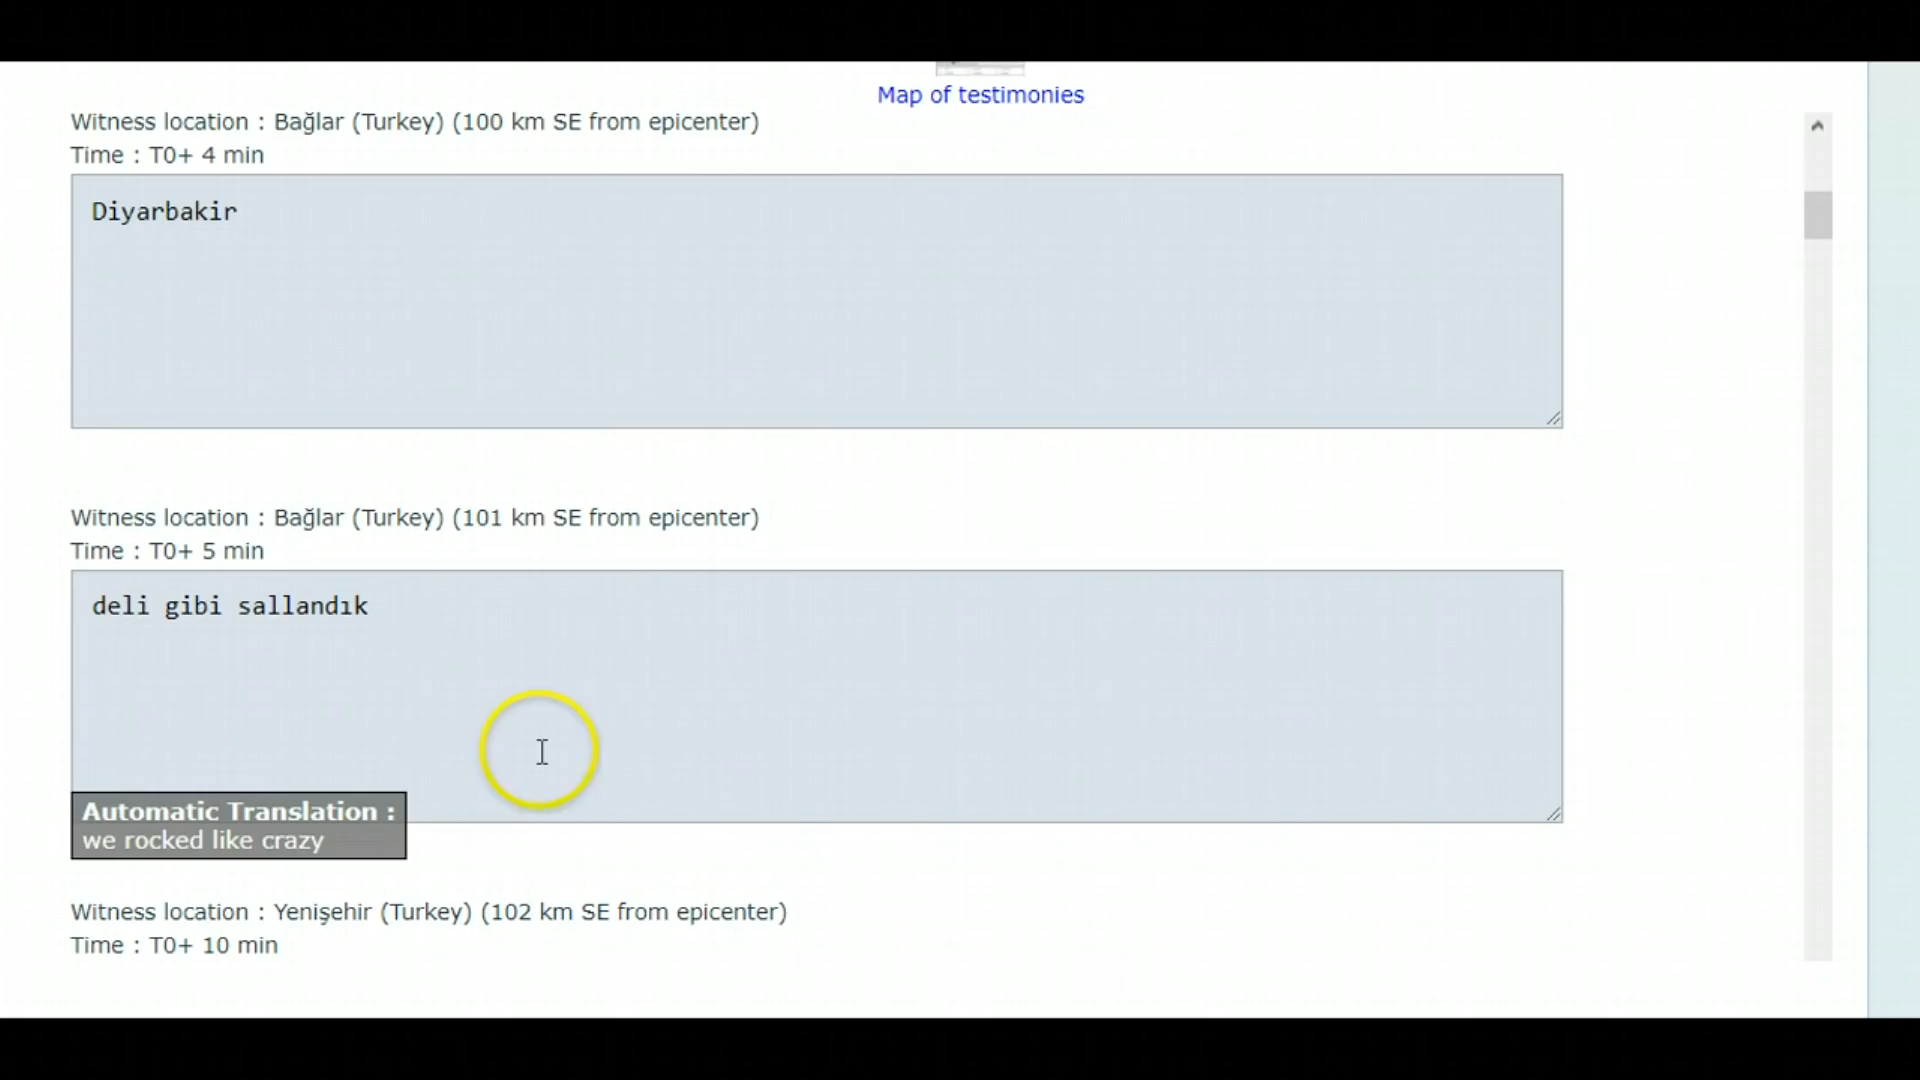 Map of testimonies
Witness location : Bağlar (Turkey) (100 km SE from epicenter)
Time : T0+ 4 min
Diyarbakir
Witness location : Bağlar (Turkey) (101 km SE from epicenter)
Time : T0+ 5 min
deli gibi sallandık
Automatic Translation :
we rocked like crazy
Witness location : Yenişehir (Turkey) (102 km SE from epicenter)
Time : T0+ 10 min